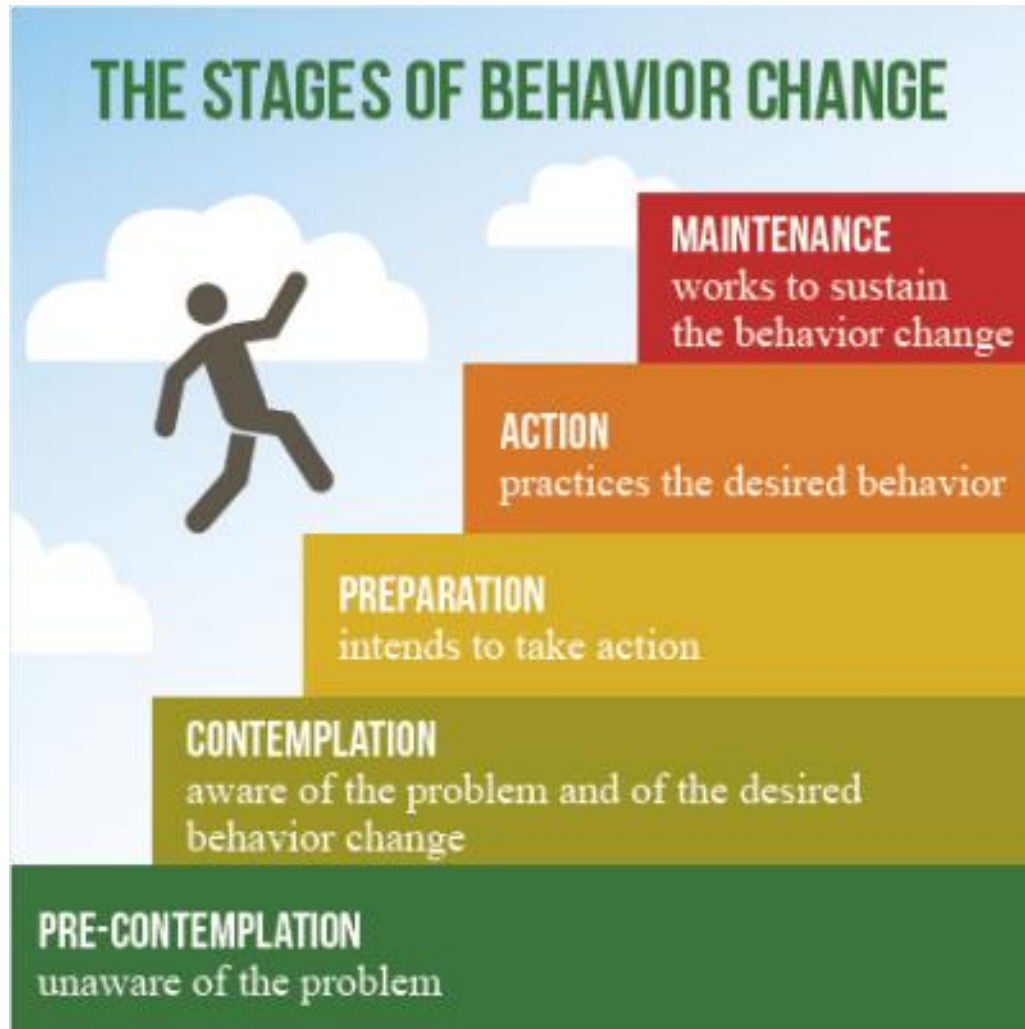 THE STAGES OF BEHAVIOR CHANGE
MAINTENANCE
works to sustain
the behavior change
ACTION
practices the desired behavior
PREPARATION
intends to take action
CONTEMPLATION
aware of the problem and of the desired
behavior change
PRE-CONTEMPLATION
unaware of the problem